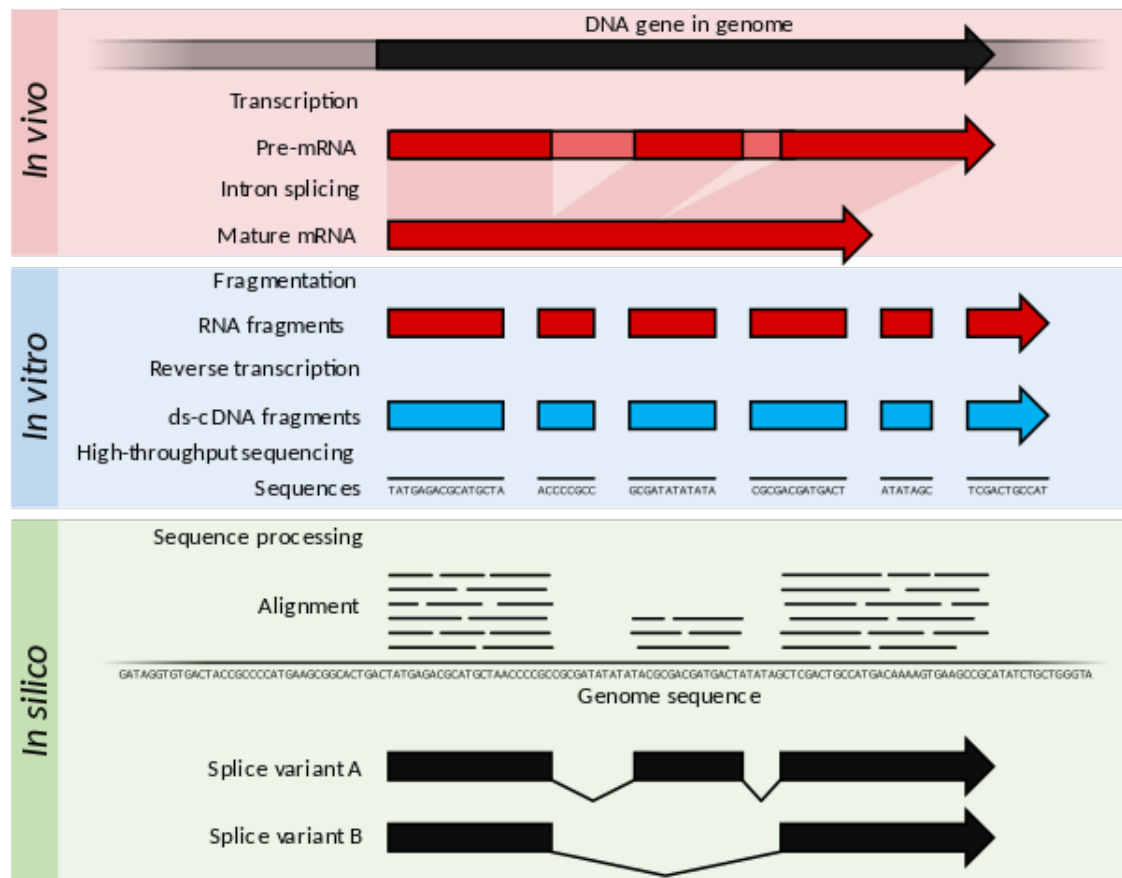 In vivo
DNA gene in genome
Transcription
Pre-mRNA
Intron splicing
Mature mRNA
In vitro
Fragmentation
RNA fragments
Reverse transcription
ds-cDNA fragments
High-throughput sequencing
Sequences TATGAGACGCATGCTA ACCCCGCC GCGATATATATA CGCGACGATGACT ATATAGC TCGACTGCCAT
In silico
Sequence processing
Alignment
GATAGGTGTGACTACCGCCCCATGAAGCGGCACTGACTATGAGACGCATGCTAACCCCGCCGCGATATATATACGCGACGATGACTATATAGCTCGACTGCCATGACAAAAGTGAAGCCGCATATCTGCTGGGTA
Genome sequence
Splice variant A
Splice variant B